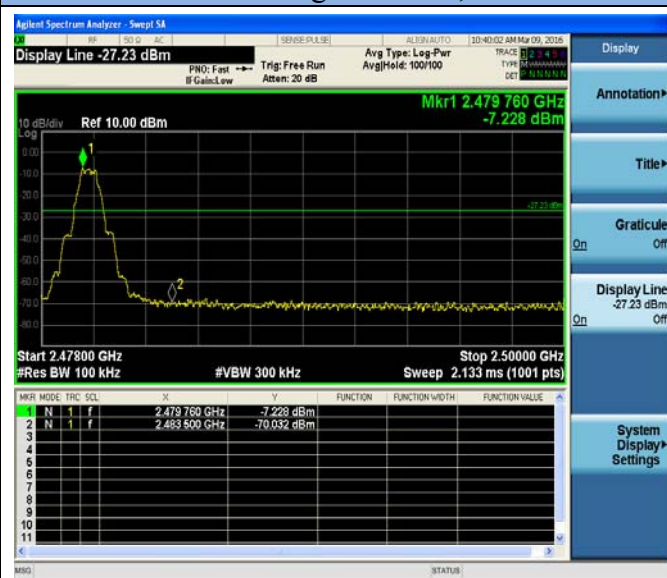 Agilent Spectrum Analyzer - Swept SA
RF 50 Ω AC SENSE:PULSE ALIGN AUTO 10:40:02 AM Mar 09, 2016
Display Line -27.23 dBm
PNO: Fast
IFGain:Low
Trig: Free Run
Atten: 20 dB
Avg Type: Log-Pwr
Avg|Hold: 100/100
TRACE 1 2 3 4 5 6
TYPE
DET P N N N N N
Display
Annotation
Title
Graticule
On Off
Display Line
-27.23 dBm
On Off
System
Display
Settings
Mkr1 2.479 760 GHz
-7.228 dBm
10 dB/div Ref 10.00 dBm
Log
0.00
-10.0
-20.0
-30.0
-40.0
-50.0
-60.0
-70.0
-80.0
1
2
-27.23 dBm
Start 2.47800 GHz Stop 2.50000 GHz
#Res BW 100 kHz #VBW 300 kHz Sweep 2.133 ms (1001 pts)
MKR MODE TRC SCL X Y FUNCTION FUNCTION WIDTH FUNCTION VALUE
1 N 1 f 2.479 760 GHz -7.228 dBm
2 N 1 f 2.483 500 GHz -70.032 dBm
3
4
5
6
7
8
9
10
11
MSG STATUS